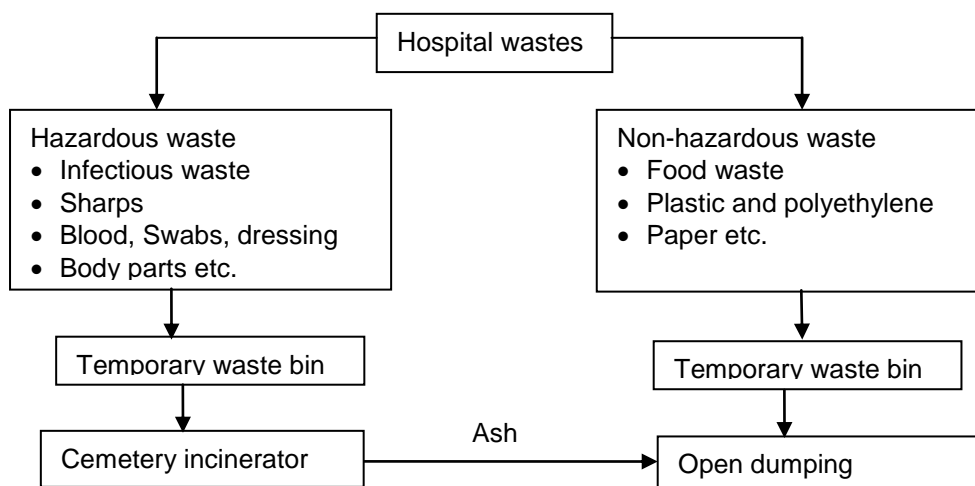 Hospital wastes
Hazardous waste
• Infectious waste
• Sharps
• Blood, Swabs, dressing
• Body parts etc.
Non-hazardous waste
• Food waste
• Plastic and polyethylene
• Paper etc.
Temporary waste bin
Temporary waste bin
Cemetery incinerator
Ash
Open dumping